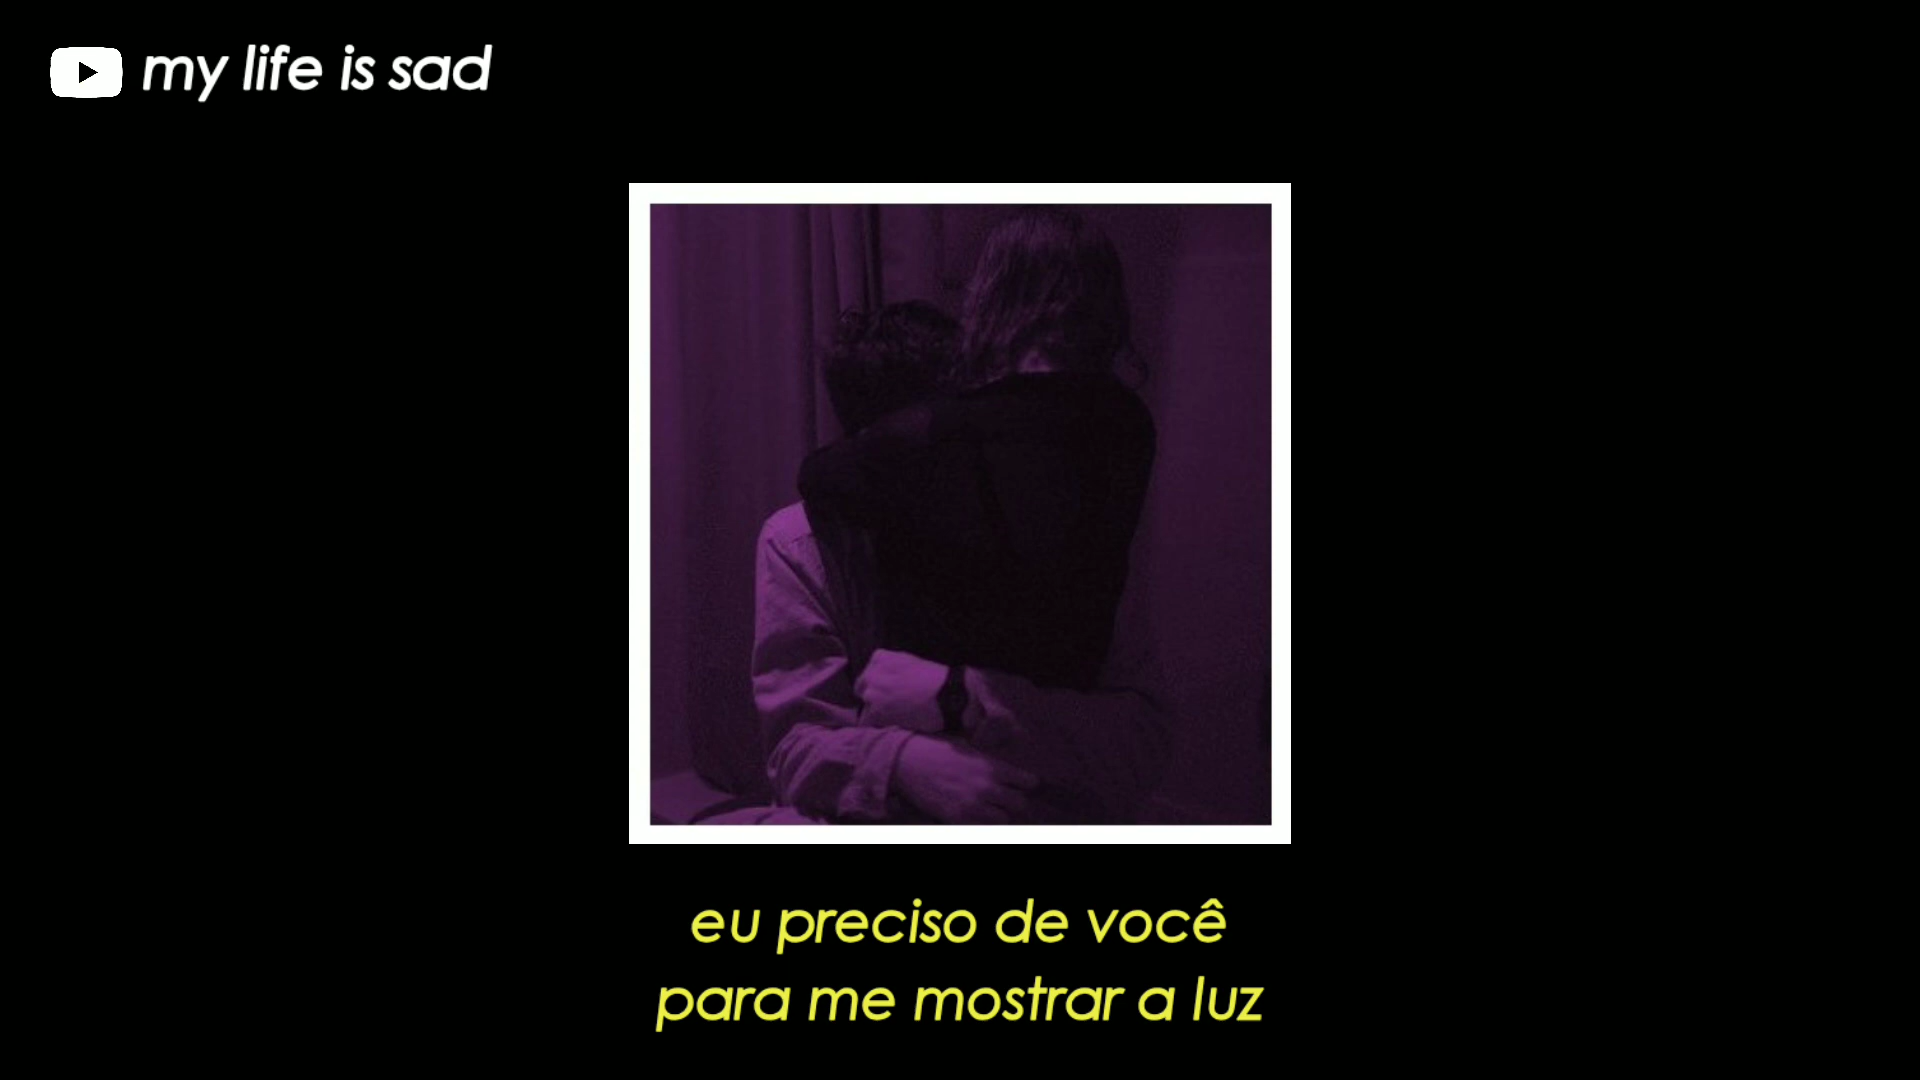 my life is sad
eu preciso de você
para me mostrar a luz